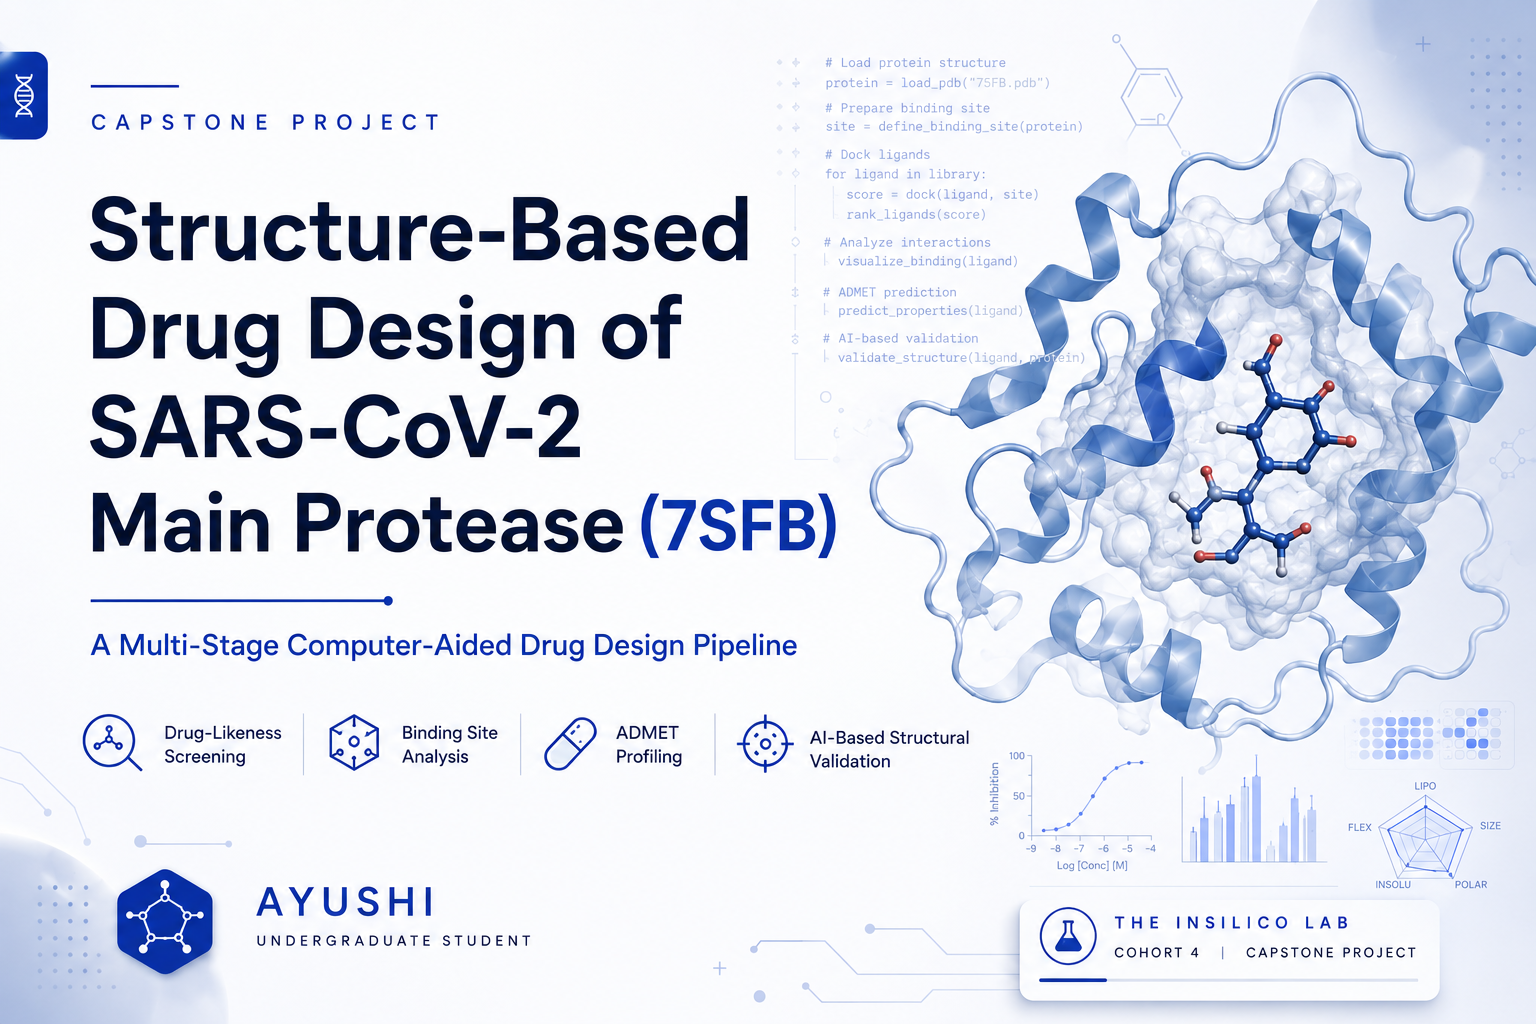 CAPSTONE PROJECT
Structure-Based
Drug Design of
SARS-CoV-2
Main Protease (7SFB)
A Multi-Stage Computer-Aided Drug Design Pipeline
Drug-Likeness
Screening
Binding Site
Analysis
ADMET
Profiling
AI-Based Structural
Validation
AYUSHI
UNDERGRADUATE STUDENT
# Load protein structure
protein = load_pdb("7SFB.pdb")
# Prepare binding site
site = define_binding_site(protein)
# Dock ligands
for ligand in library:
score = dock(ligand, site)
rank_ligands(score)
# Analyze interactions
visualize_binding(ligand)
# ADMET prediction
predict_properties(ligand)
# AI-based validation
validate_structure(ligand, protein)
% Inhibition
100
50
0
-9 -8 -7 -6 -5 -4
Log [Conc] [M]
LIPO
FLEX
SIZE
INSOLU
POLAR
THE INSILICO LAB
COHORT 4 | CAPSTONE PROJECT